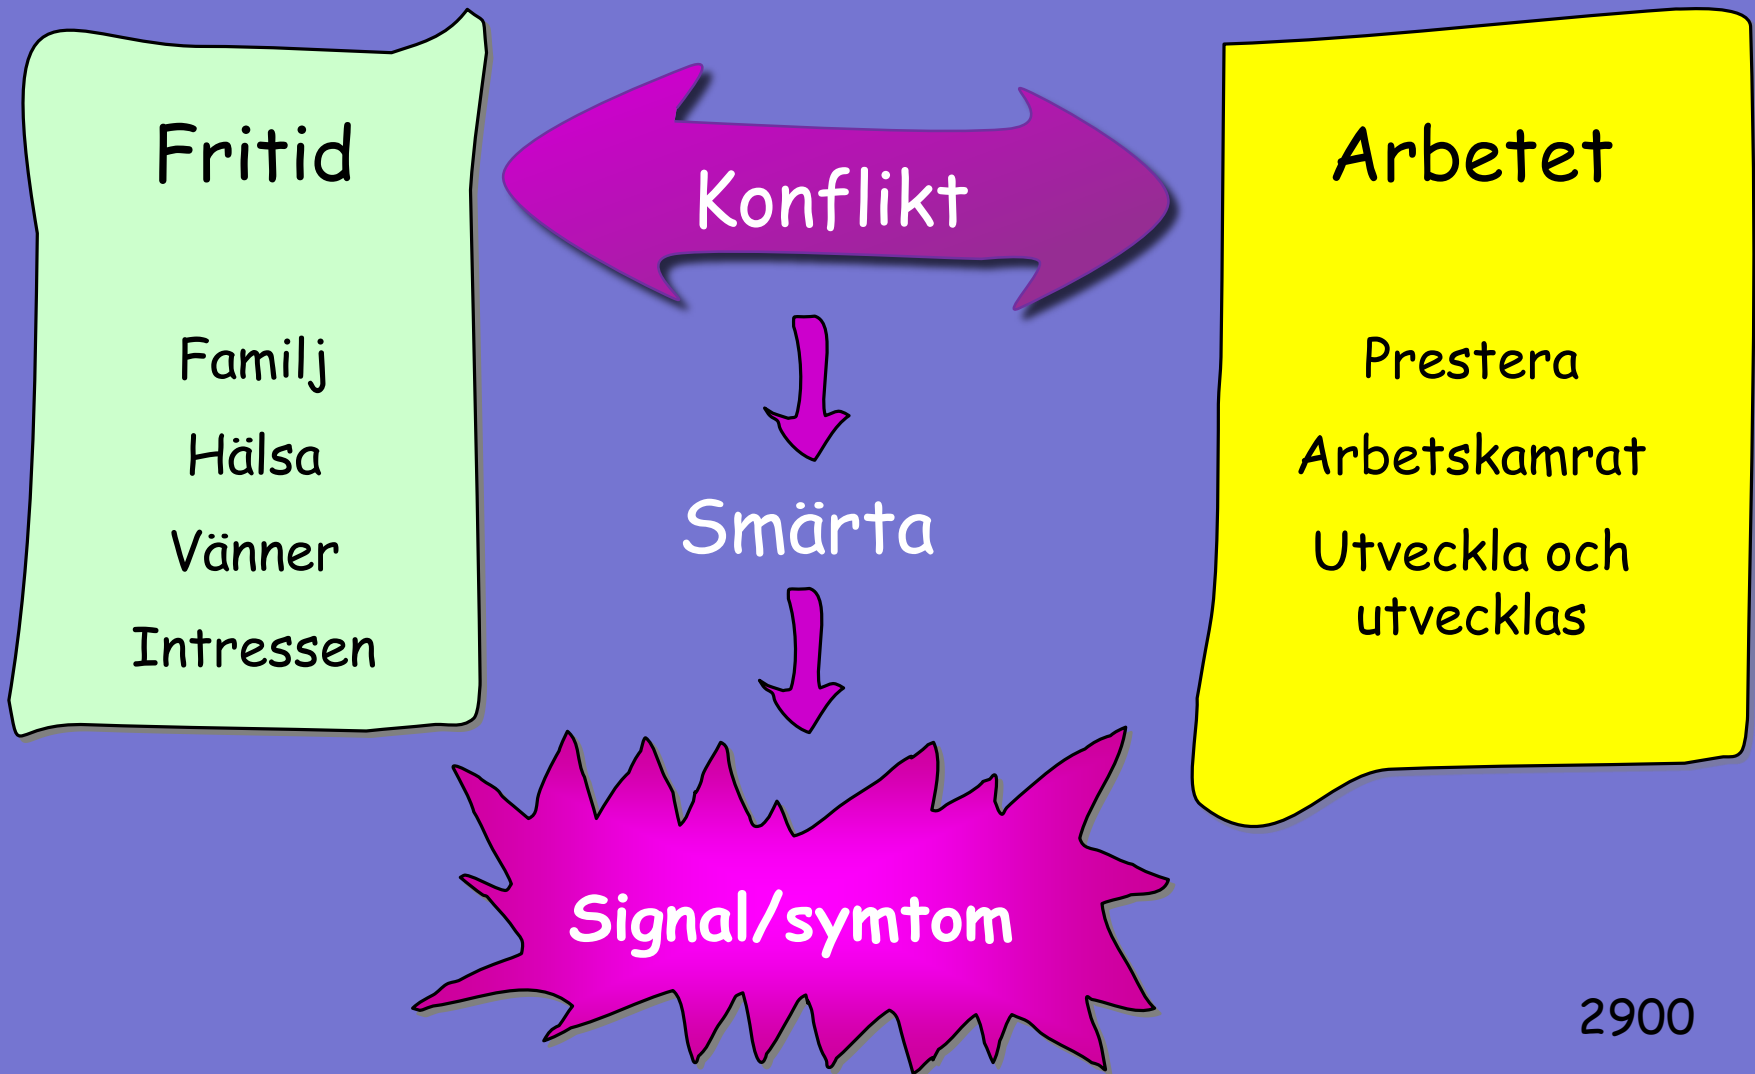 Fritid
Familj
Hälsa
Vänner
Intressen
Konflikt
Smärta
Signal/symtom
Arbetet
Prestera
Arbetskamrat
Utveckla och
utvecklas
2900